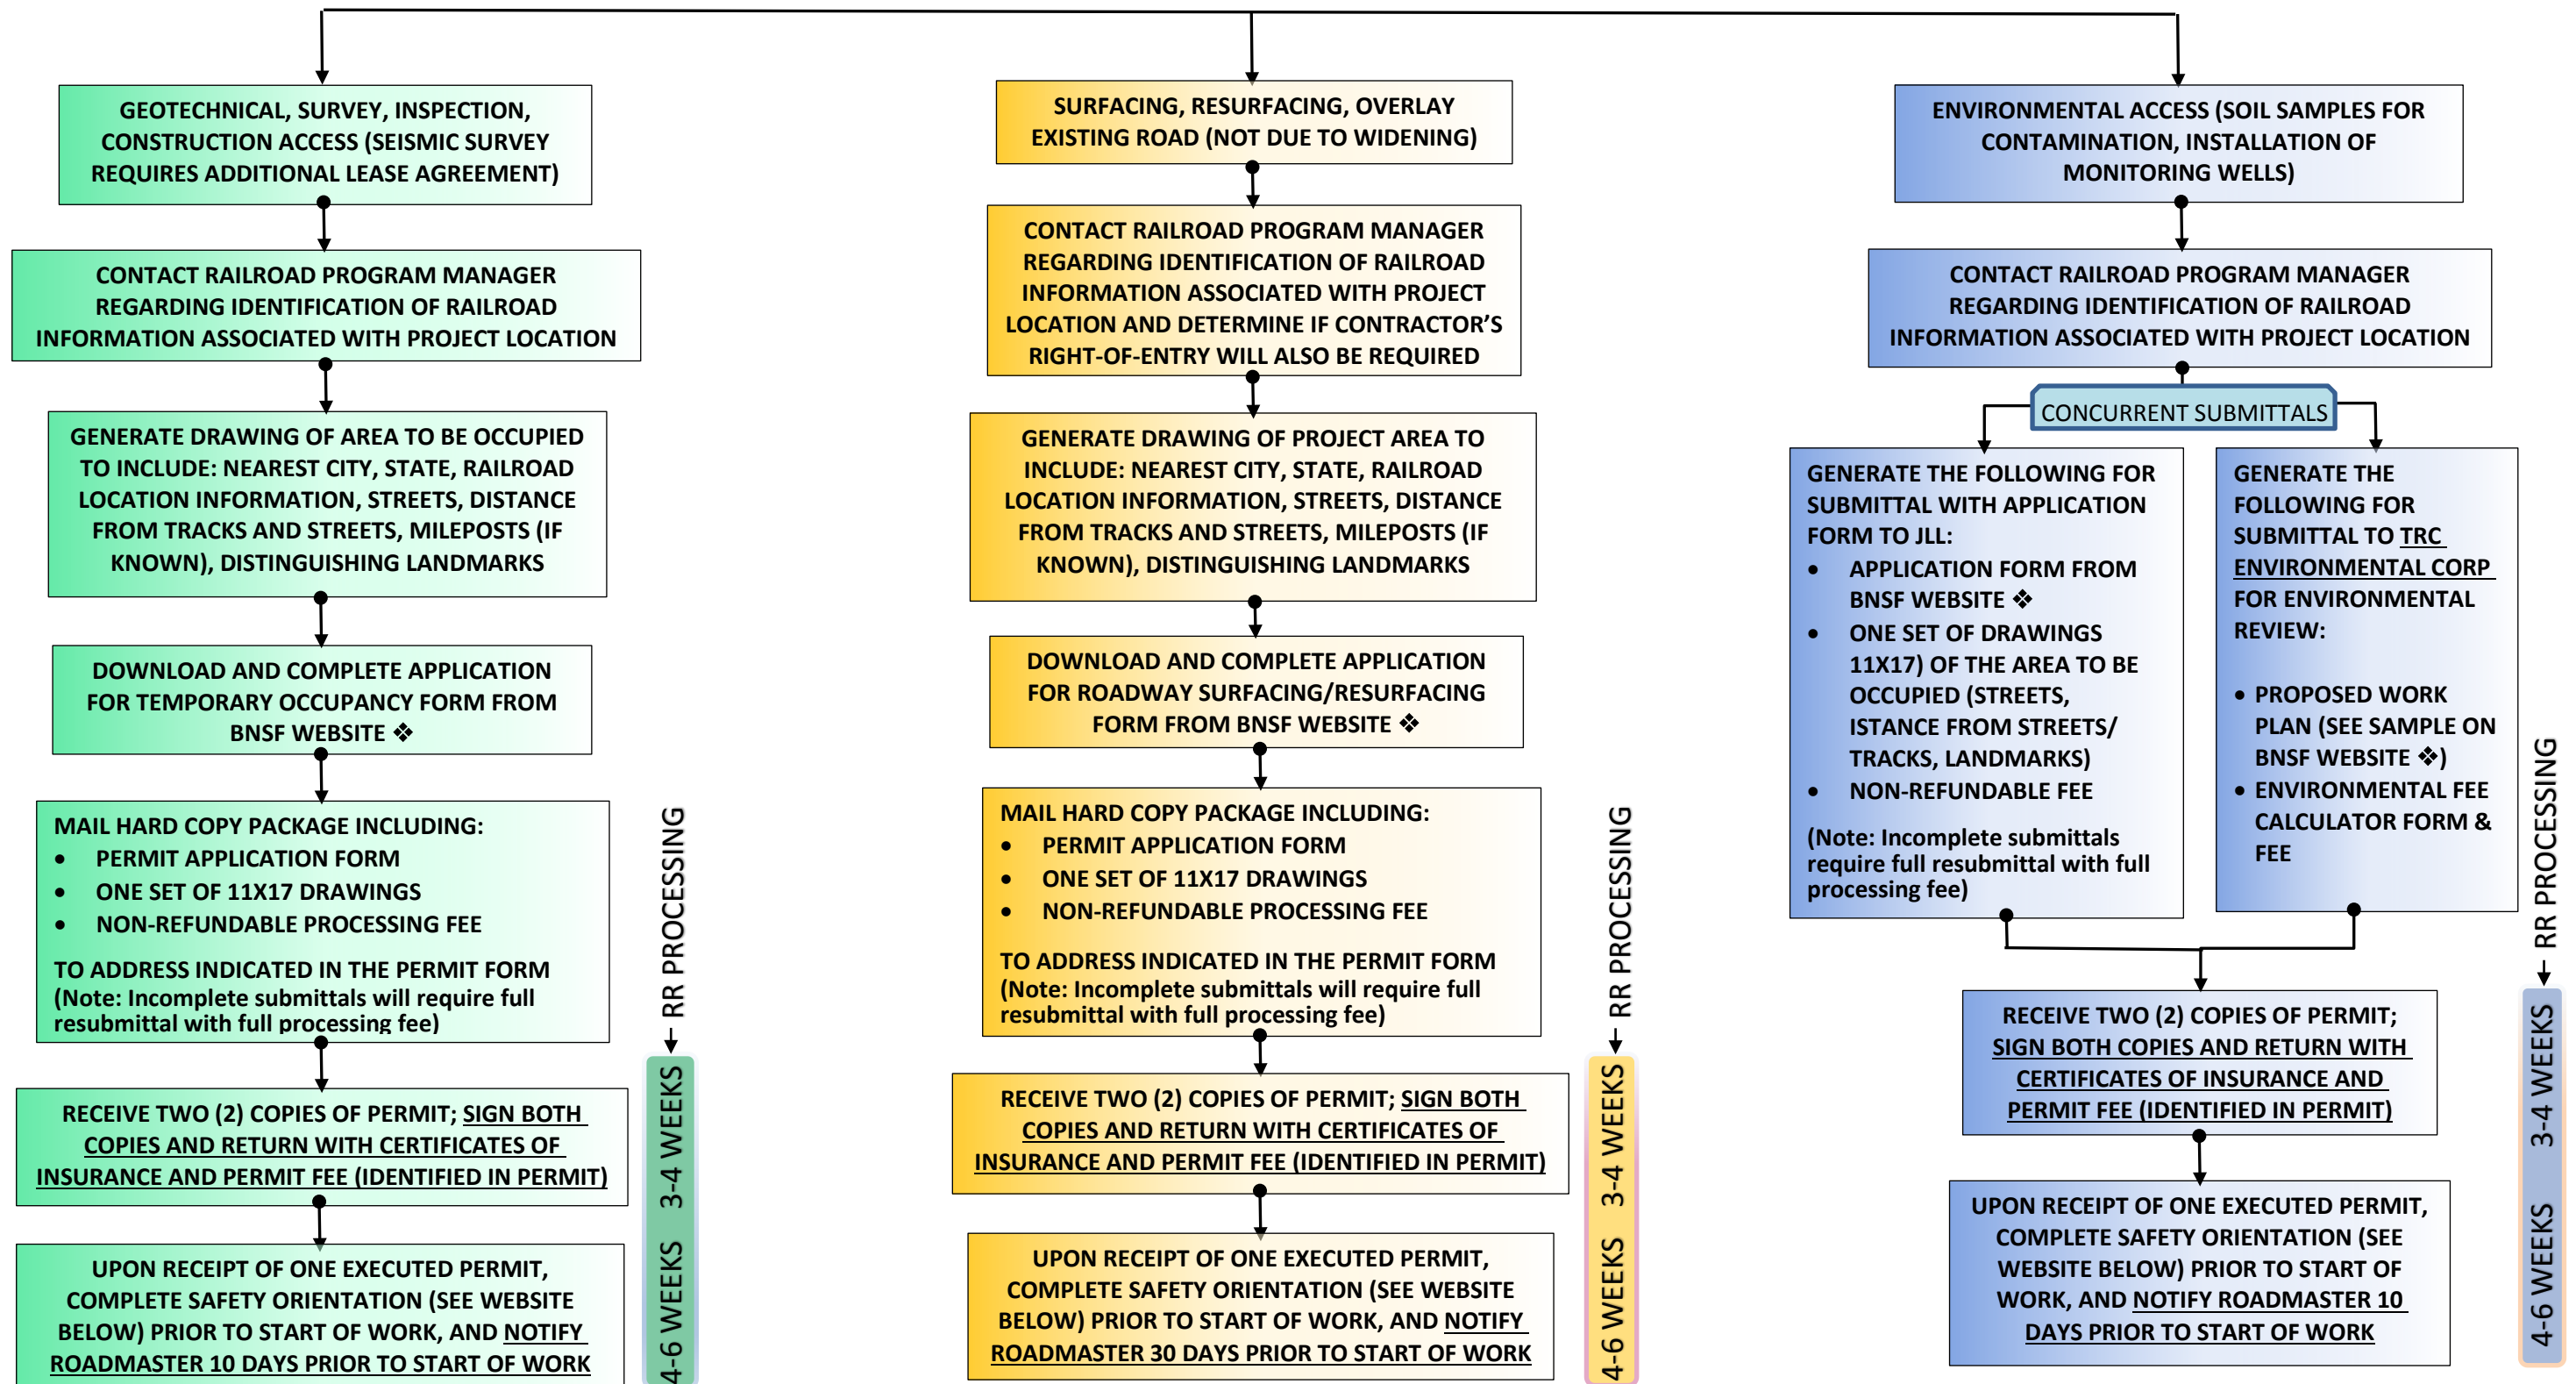 GEOTECHNICAL, SURVEY, INSPECTION,
CONSTRUCTION ACCESS (SEISMIC SURVEY
REQUIRES ADDITIONAL LEASE AGREEMENT)
CONTACT RAILROAD PROGRAM MANAGER
REGARDING IDENTIFICATION OF RAILROAD
INFORMATION ASSOCIATED WITH PROJECT LOCATION
GENERATE DRAWING OF AREA TO BE OCCUPIED
TO INCLUDE: NEAREST CITY, STATE, RAILROAD
LOCATION INFORMATION, STREETS, DISTANCE
FROM TRACKS AND STREETS, MILEPOSTS (IF
KNOWN), DISTINGUISHING LANDMARKS
DOWNLOAD AND COMPLETE APPLICATION
FOR TEMPORARY OCCUPANCY FORM FROM
BNSF WEBSITE ❖
MAIL HARD COPY PACKAGE INCLUDING:
• PERMIT APPLICATION FORM
• ONE SET OF 11X17 DRAWINGS
• NON-REFUNDABLE PROCESSING FEE
TO ADDRESS INDICATED IN THE PERMIT FORM
(Note: Incomplete submittals will require full
resubmittal with full processing fee)
RECEIVE TWO (2) COPIES OF PERMIT; SIGN BOTH
COPIES AND RETURN WITH CERTIFICATES OF
INSURANCE AND PERMIT FEE (IDENTIFIED IN PERMIT)
UPON RECEIPT OF ONE EXECUTED PERMIT,
COMPLETE SAFETY ORIENTATION (SEE WEBSITE
BELOW) PRIOR TO START OF WORK, AND NOTIFY
ROADMASTER 10 DAYS PRIOR TO START OF WORK
RR PROCESSING
4-6 WEEKS 3-4 WEEKS
SURFACING, RESURFACING, OVERLAY
EXISTING ROAD (NOT DUE TO WIDENING)
CONTACT RAILROAD PROGRAM MANAGER
REGARDING IDENTIFICATION OF RAILROAD
INFORMATION ASSOCIATED WITH PROJECT
LOCATION AND DETERMINE IF CONTRACTOR’S
RIGHT-OF-ENTRY WILL ALSO BE REQUIRED
GENERATE DRAWING OF PROJECT AREA TO
INCLUDE: NEAREST CITY, STATE, RAILROAD
LOCATION INFORMATION, STREETS, DISTANCE
FROM TRACKS AND STREETS, MILEPOSTS (IF
KNOWN), DISTINGUISHING LANDMARKS
DOWNLOAD AND COMPLETE APPLICATION
FOR ROADWAY SURFACING/RESURFACING
FORM FROM BNSF WEBSITE ❖
MAIL HARD COPY PACKAGE INCLUDING:
• PERMIT APPLICATION FORM
• ONE SET OF 11X17 DRAWINGS
• NON-REFUNDABLE PROCESSING FEE
TO ADDRESS INDICATED IN THE PERMIT FORM
(Note: Incomplete submittals will require full
resubmittal with full processing fee)
RECEIVE TWO (2) COPIES OF PERMIT; SIGN BOTH
COPIES AND RETURN WITH CERTIFICATES OF
INSURANCE AND PERMIT FEE (IDENTIFIED IN PERMIT)
UPON RECEIPT OF ONE EXECUTED PERMIT,
COMPLETE SAFETY ORIENTATION (SEE WEBSITE
BELOW) PRIOR TO START OF WORK, AND NOTIFY
ROADMASTER 30 DAYS PRIOR TO START OF WORK
RR PROCESSING
4-6 WEEKS 3-4 WEEKS
ENVIRONMENTAL ACCESS (SOIL SAMPLES FOR
CONTAMINATION, INSTALLATION OF
MONITORING WELLS)
CONTACT RAILROAD PROGRAM MANAGER
REGARDING IDENTIFICATION OF RAILROAD
INFORMATION ASSOCIATED WITH PROJECT LOCATION
CONCURRENT SUBMITTALS
GENERATE THE FOLLOWING FOR
SUBMITTAL WITH APPLICATION
FORM TO JLL:
• APPLICATION FORM FROM
BNSF WEBSITE ❖
• ONE SET OF DRAWINGS
11X17) OF THE AREA TO BE
OCCUPIED (STREETS,
ISTANCE FROM STREETS/
TRACKS, LANDMARKS)
• NON-REFUNDABLE FEE
(Note: Incomplete submittals
require full resubmittal with full
processing fee)
GENERATE THE
FOLLOWING FOR
SUBMITTAL TO TRC
ENVIRONMENTAL CORP
FOR ENVIRONMENTAL
REVIEW:
• PROPOSED WORK
PLAN (SEE SAMPLE ON
BNSF WEBSITE ❖)
• ENVIRONMENTAL FEE
CALCULATOR FORM &
FEE
RECEIVE TWO (2) COPIES OF PERMIT;
SIGN BOTH COPIES AND RETURN WITH
CERTIFICATES OF INSURANCE AND
PERMIT FEE (IDENTIFIED IN PERMIT)
UPON RECEIPT OF ONE EXECUTED PERMIT,
COMPLETE SAFETY ORIENTATION (SEE
WEBSITE BELOW) PRIOR TO START OF
WORK, AND NOTIFY ROADMASTER 10
DAYS PRIOR TO START OF WORK
RR PROCESSING
4-6 WEEKS 3-4 WEEKS